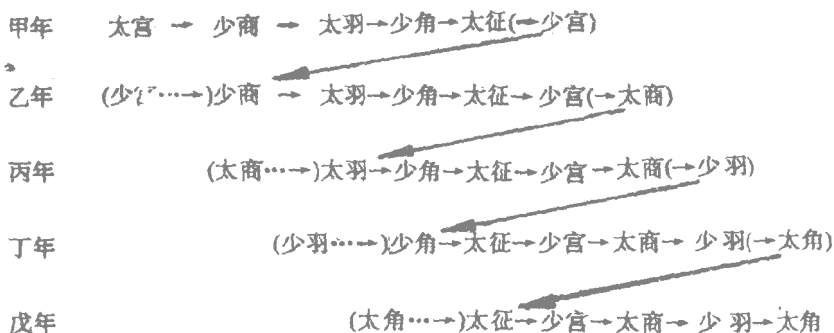 甲年 太宫→少商→太羽→少角→太征(→少宫)
乙年 (少宫…→)少商→太羽→少角→太征→少宫(→太商)
丙年 (太商…→)太羽→少角→太征→少宫→太商(→少羽)
丁年 (少羽…→)少角→太征→少宫→太商→少羽(→太角)
戊年 (太角…→)太征→少宫→太商→少羽→太角